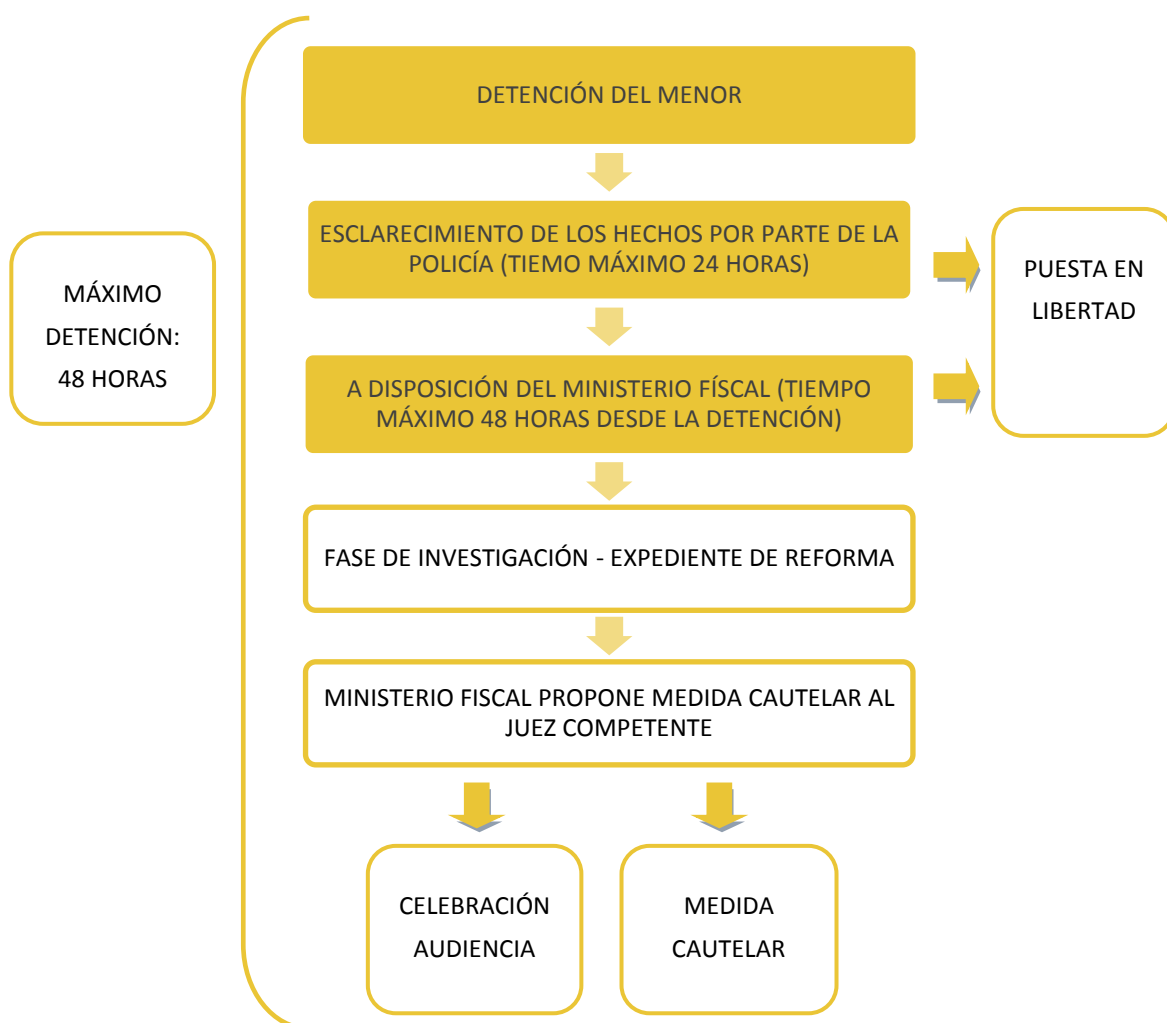 DETENCIÓN DEL MENOR
ESCLARECIMIENTO DE LOS HECHOS POR PARTE DE LA
POLICÍA (TIEMO MÁXIMO 24 HORAS)
PUESTA EN
LIBERTAD
MÁXIMO
DETENCIÓN:
48 HORAS
A DISPOSICIÓN DEL MINISTERIO FÍSCAL (TIEMPO
MÁXIMO 48 HORAS DESDE LA DETENCIÓN)
FASE DE INVESTIGACIÓN - EXPEDIENTE DE REFORMA
MINISTERIO FISCAL PROPONE MEDIDA CAUTELAR AL
JUEZ COMPETENTE
CELEBRACIÓN
AUDIENCIA
MEDIDA
CAUTELAR